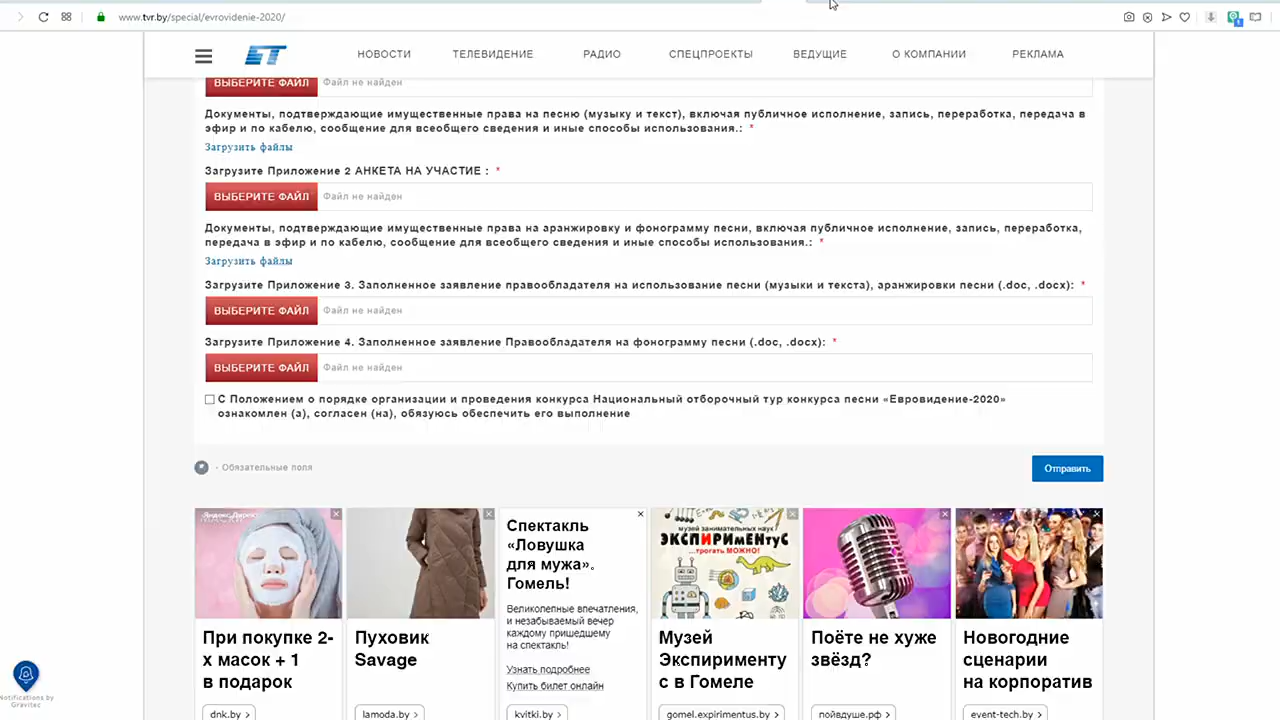 www.tvr.by/special/evrovidenie-2020/
НОВОСТИ ТЕЛЕВИДЕНИЕ РАДИО СПЕЦПРОЕКТЫ ВЕДУЩИЕ О КОМПАНИИ РЕКЛАМА
ВЫБЕРИТЕ ФАЙЛ Файл не найден
Документы, подтверждающие имущественные права на песню (музыку и текст), включая публичное исполнение, запись, переработка, передача в
эфир и по кабелю, сообщение для всеобщего сведения и иные способы использования.: *
Загрузить файлы
Загрузите Приложение 2 АНКЕТА НА УЧАСТИЕ : *
ВЫБЕРИТЕ ФАЙЛ Файл не найден
Документы, подтверждающие имущественные права на аранжировку и фонограмму песни, включая публичное исполнение, запись, переработка,
передача в эфир и по кабелю, сообщение для всеобщего сведения и иные способы использования.: *
Загрузить файлы
Загрузите Приложение 3. Заполненное заявление правообладателя на использование песни (музыки и текста), аранжировки песни (.doc, .docx): *
ВЫБЕРИТЕ ФАЙЛ Файл не найден
Загрузите Приложение 4. Заполненное заявление Правообладателя на фонограмму песни (.doc, .docx): *
ВЫБЕРИТЕ ФАЙЛ Файл не найден
С Положением о порядке организации и проведения конкурса Национальный отборочный тур конкурса песни «Евровидение-2020»
ознакомлен (а), согласен (на), обязуюсь обеспечить его выполнение
* - Обязательные поля
Отправить
Яндекс.Директ
При покупке 2-
х масок + 1
в подарок
dnk.by >
Пуховик
Savage
lamoda.by >
Спектакль
«Ловушка
для мужа».
Гомель!
Великолепные впечатления,
и незабываемый вечер
каждому пришедшему
на спектакль!
Узнать подробнее
Купить билет онлайн
kvitki.by >
музей занимательных наук
ЭКСПИРИМЕНТУС
...трогать МОЖНО!
Музей
Эксперименту
с в Гомеле
gomel.expirimentus.by >
Поёте не хуже
звёзд?
пойвдуше.рф >
Новогодние
сценарии
на корпоратив
event-tech.by >
Notifications by
Gravitec